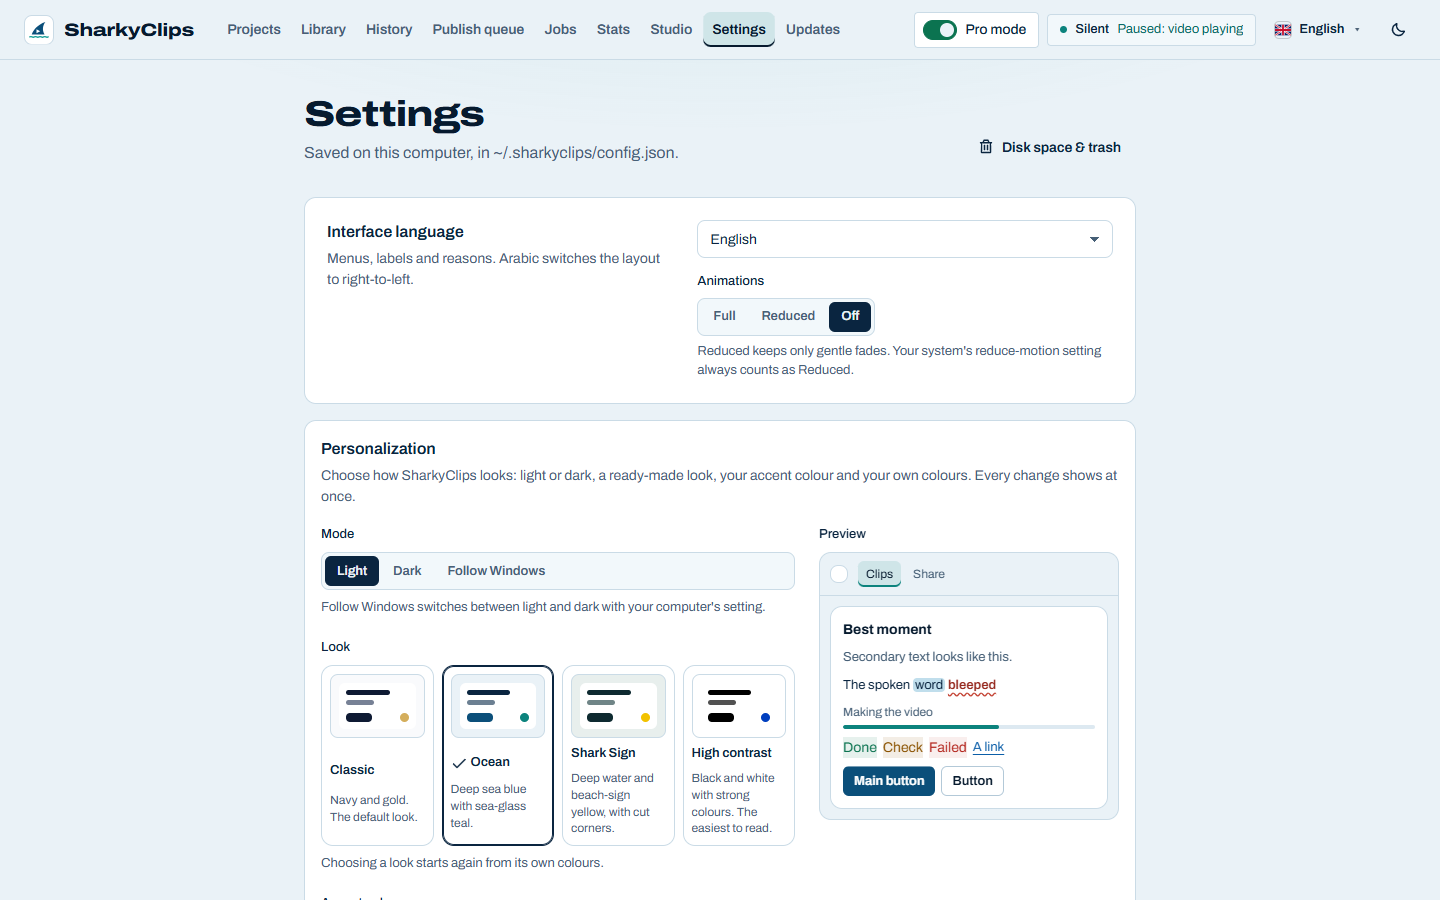 SharkyClips
Projects
Library
History
Publish queue
Jobs
Stats
Studio
Settings
Updates
Pro mode
Silent Paused: video playing
English
Settings
Saved on this computer, in ~/.sharkyclips/config.json.
Disk space & trash
Interface language
Menus, labels and reasons. Arabic switches the layout
to right-to-left.
English
Animations
Full Reduced Off
Reduced keeps only gentle fades. Your system's reduce-motion setting
always counts as Reduced.
Personalization
Choose how SharkyClips looks: light or dark, a ready-made look, your accent colour and your own colours. Every change shows at
once.
Mode
Light Dark Follow Windows
Follow Windows switches between light and dark with your computer's setting.
Look
Classic
Navy and gold.
The default look.
Ocean
Deep sea blue
with sea-glass
teal.
Shark Sign
Deep water and
beach-sign
yellow, with cut
corners.
High contrast
Black and white
with strong
colours. The
easiest to read.
Choosing a look starts again from its own colours.
Preview
Clips Share
Best moment
Secondary text looks like this.
The spoken word bleeped
Making the video
Done Check Failed A link
Main button Button